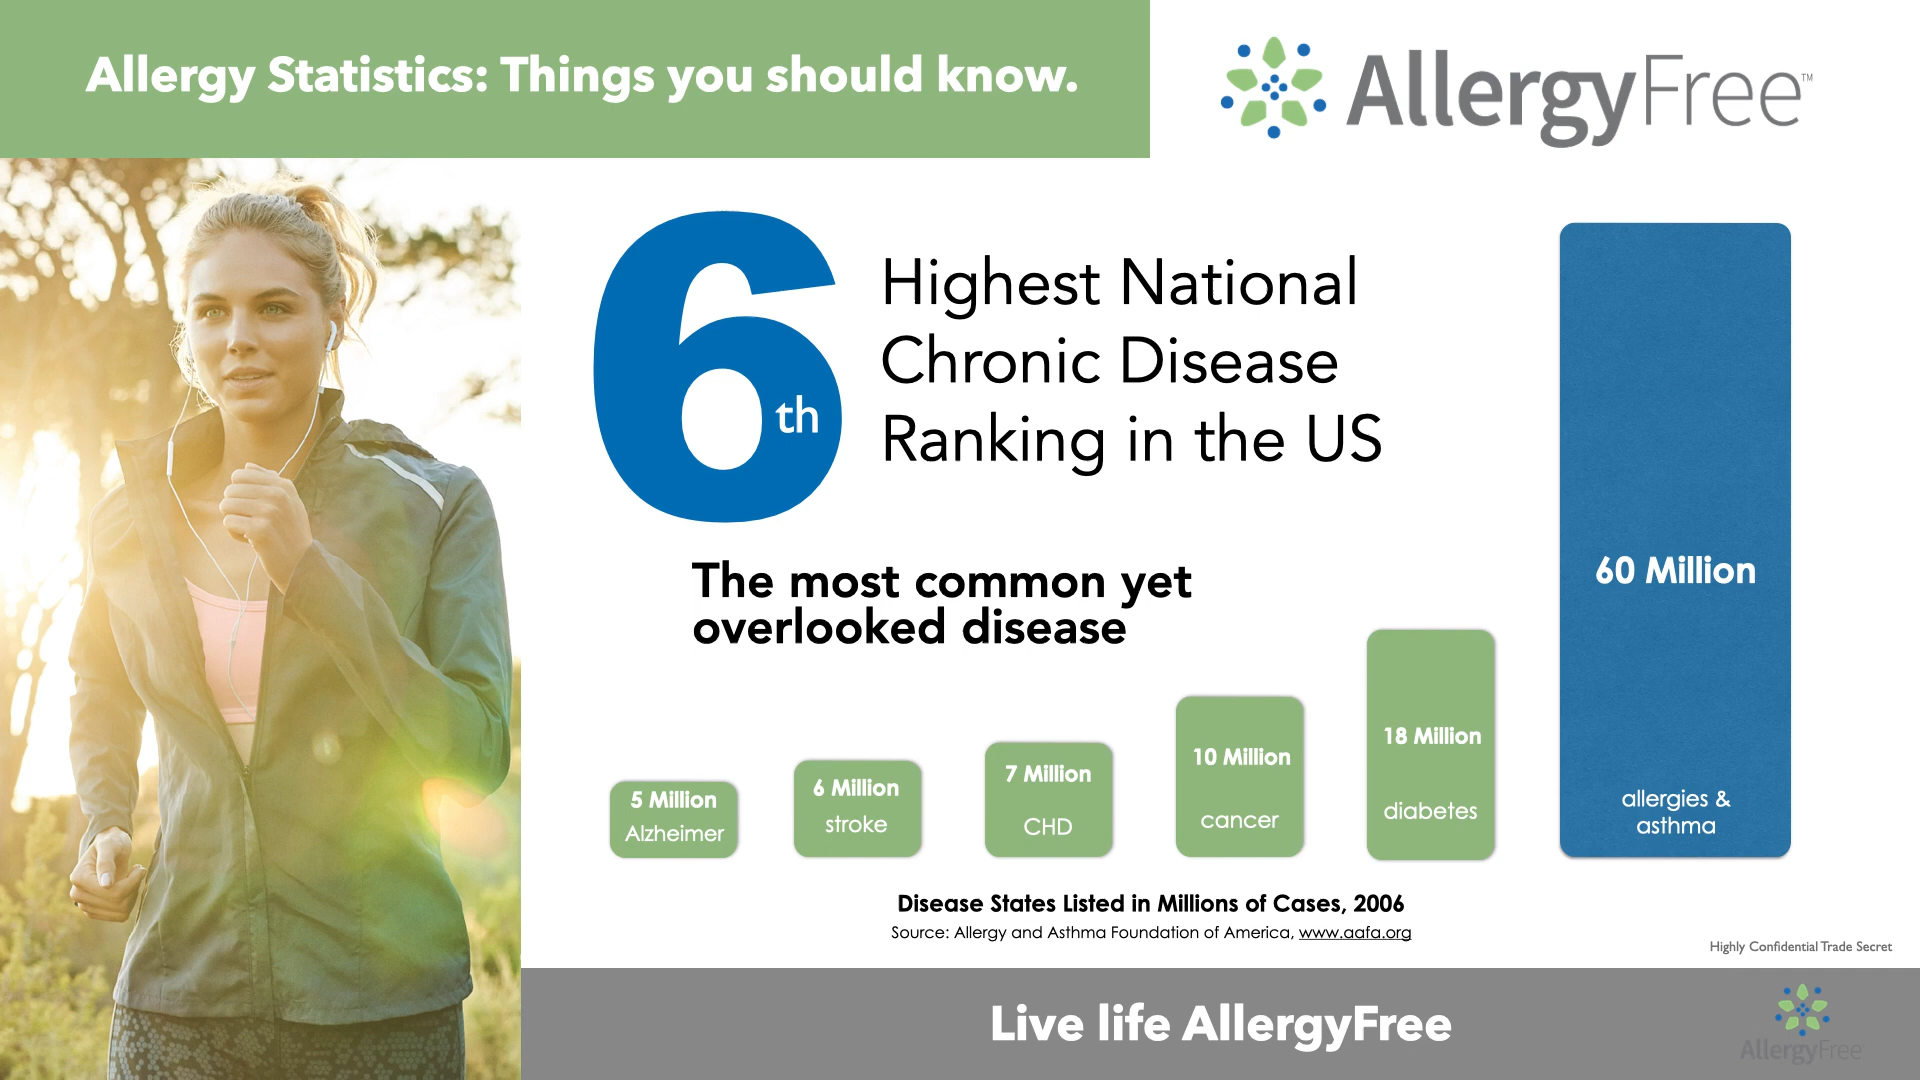 Allergy Statistics: Things you should know.
AllergyFree™
6th
Highest National
Chronic Disease
Ranking in the US
The most common yet
overlooked disease
5 Million
Alzheimer
6 Million
stroke
7 Million
CHD
10 Million
cancer
18 Million
diabetes
60 Million
allergies &
asthma
Disease States Listed in Millions of Cases, 2006
Source: Allergy and Asthma Foundation of America, www.aafa.org
Highly Confidential Trade Secret
Live life AllergyFree
AllergyFree